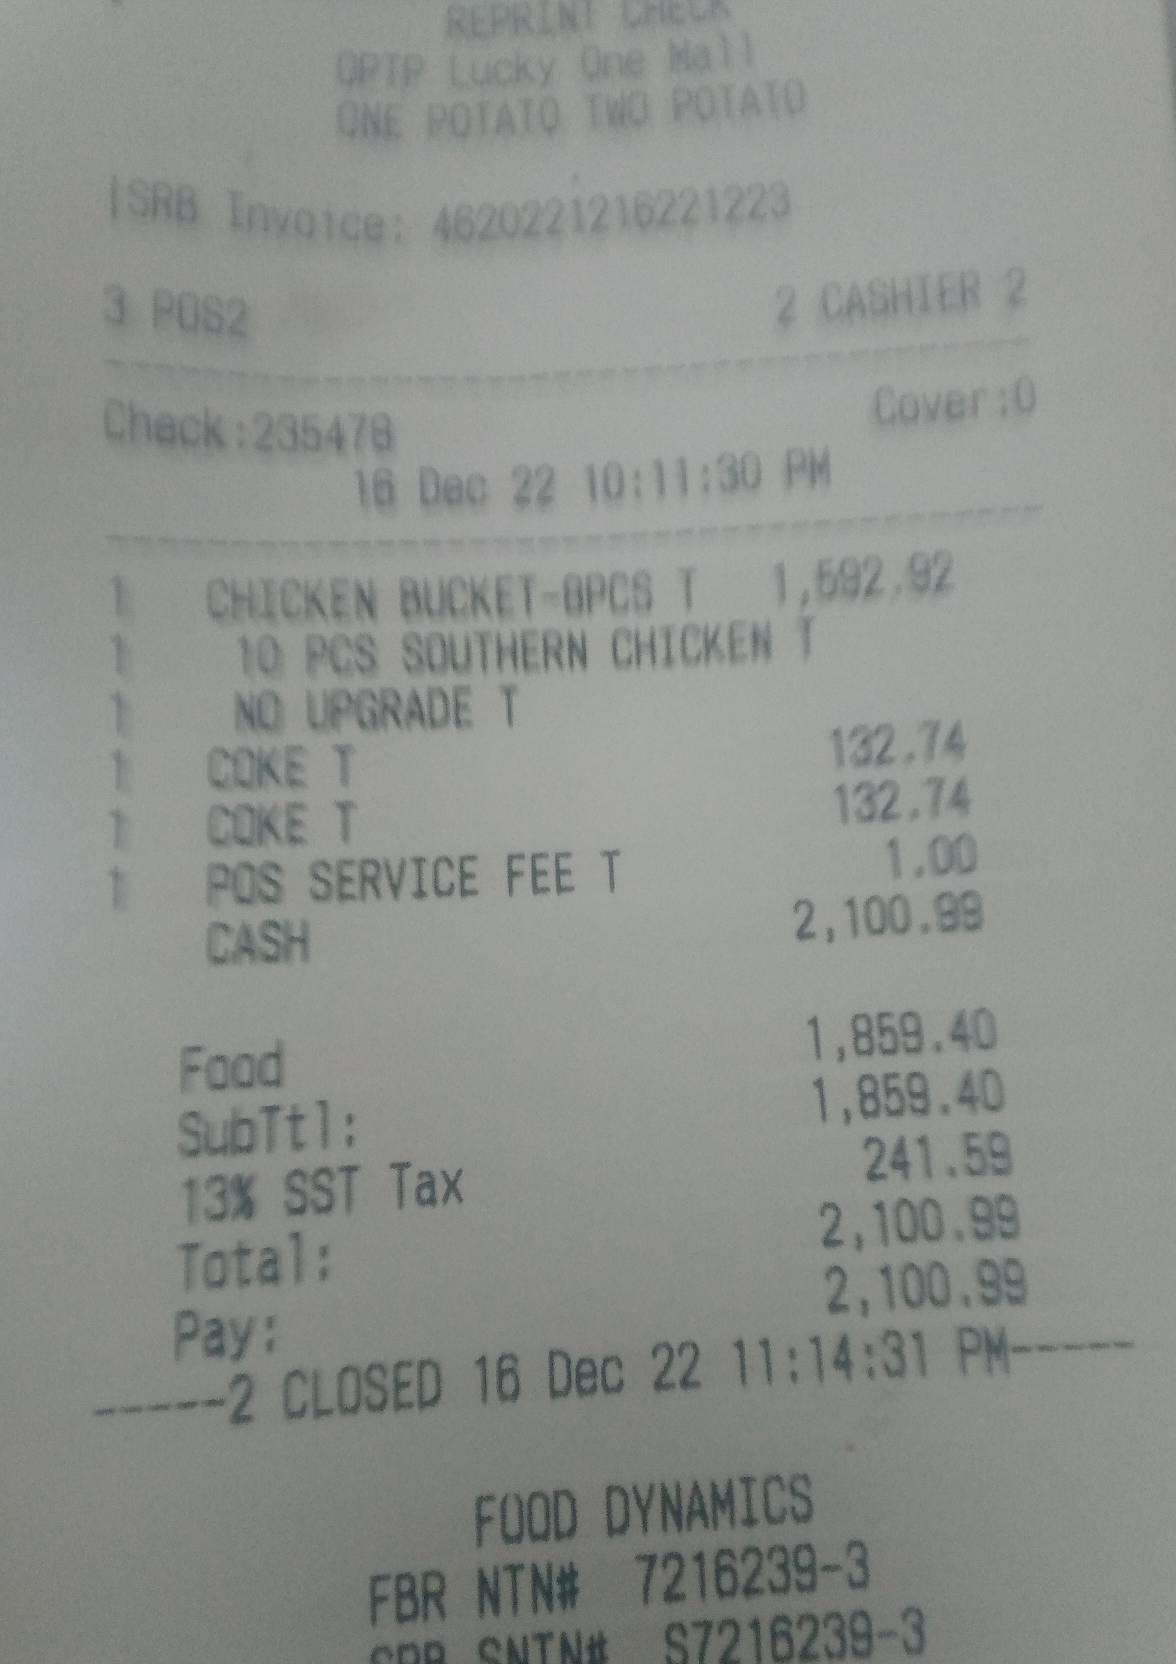 REPRINT CHECK
OPTP Lucky One Mall
ONE POTATO TWO POTATO
|SRB Invoice: 4620221216221223
3 POS2 2 CASHIER 2
Check:235478 Cover:0
16 Dec 22 10:11:30 PM
1 CHICKEN BUCKET-8PCS T 1,592.92
1 10 PCS SOUTHERN CHICKEN T
1 NO UPGRADE T
1 COKE T 132.74
1 COKE T 132.74
1 POS SERVICE FEE T 1.00
CASH 2,100.99
Food 1,859.40
SubTtl: 1,859.40
13% SST Tax 241.59
Total: 2,100.99
Pay: 2,100.99
-----2 CLOSED 16 Dec 22 11:14:31 PM-----
FOOD DYNAMICS
FBR NTN# 7216239-3
SRB SNTN# S7216239-3